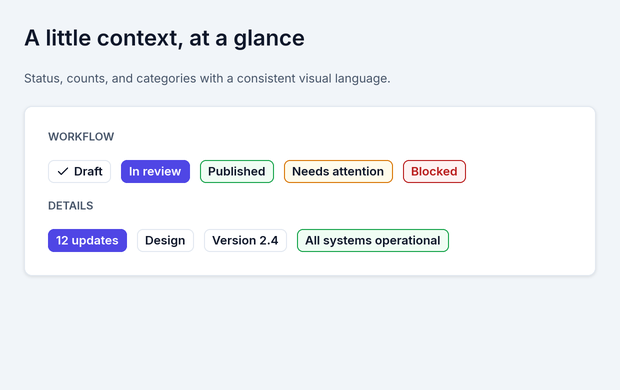 A little context, at a glance
Status, counts, and categories with a consistent visual language.
WORKFLOW
Draft In review Published Needs attention Blocked
DETAILS
12 updates Design Version 2.4 All systems operational